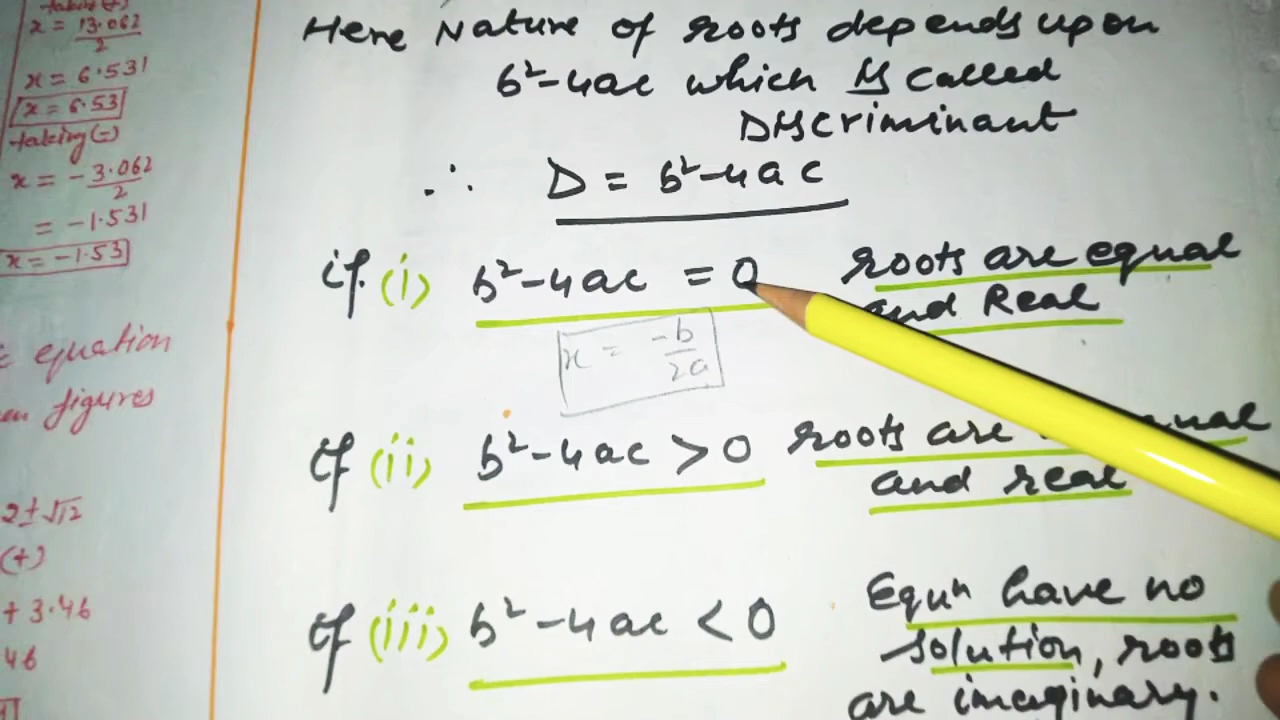 taking(+)
x = 13.062/2
x = 6.531
x = 6.53
taking(-)
x = -3.062/2
= -1.531
x = -1.53
equation
figures
2±√12
(+)
+ 3.46
46
Here Nature of roots depends upon
b²-4ac which is called
Discriminant
∴ D = b²-4ac
if (i) b²-4ac = 0 roots are equal
and Real
x = -b/2a
if (ii) b²-4ac > 0 roots are
and real
if (iii) b²-4ac < 0 Equⁿ have no
solution, roots
are imaginary.